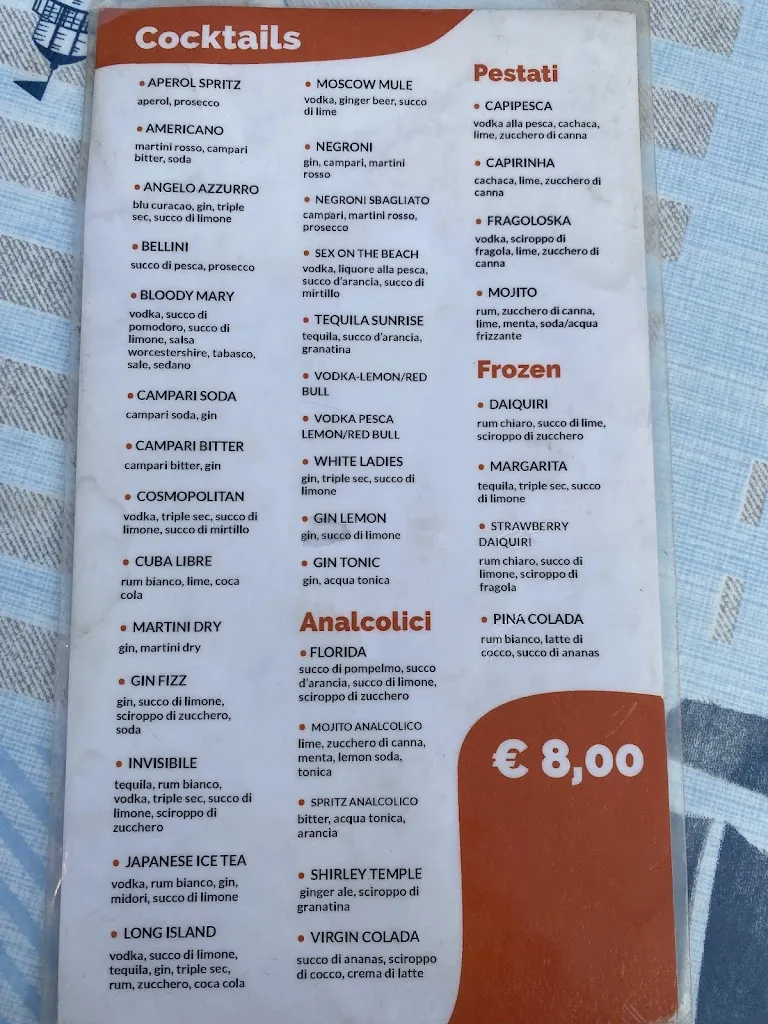 Cocktails
• APEROL SPRITZ
aperol, prosecco
• AMERICANO
martini rosso, campari
bitter, soda
• ANGELO AZZURRO
blu curacao, gin, triple
sec, succo di limone
• BELLINI
succo di pesca, prosecco
• BLOODY MARY
vodka, succo di
pomodoro, succo di
limone, salsa
worcestershire, tabasco,
sale, sedano
• CAMPARI SODA
campari soda, gin
• CAMPARI BITTER
campari bitter, gin
• COSMOPOLITAN
vodka, triple sec, succo di
limone, succo di mirtillo
• CUBA LIBRE
rum bianco, lime, coca
cola
• MARTINI DRY
gin, martini dry
• GIN FIZZ
gin, succo di limone,
sciroppo di zucchero,
soda
• INVISIBILE
tequila, rum bianco,
vodka, triple sec, succo di
limone, sciroppo di
zucchero
• JAPANESE ICE TEA
vodka, rum bianco, gin,
midori, succo di limone
• LONG ISLAND
vodka, succo di limone,
tequila, gin, triple sec,
rum, zucchero, coca cola
• MOSCOW MULE
vodka, ginger beer, succo
di lime
• NEGRONI
gin, campari, martini
rosso
• NEGRONI SBAGLIATO
campari, martini rosso,
prosecco
• SEX ON THE BEACH
vodka, liquore alla pesca,
succo d'arancia, succo di
mirtillo
• TEQUILA SUNRISE
tequila, succo d'arancia,
granatina
• VODKA-LEMON/RED
BULL
• VODKA PESCA
LEMON/RED BULL
• WHITE LADIES
gin, triple sec, succo di
limone
• GIN LEMON
gin, succo di limone
• GIN TONIC
gin, acqua tonica
Analcolici
• FLORIDA
succo di pompelmo, succo
d'arancia, succo di limone,
sciroppo di zucchero
• MOJITO ANALCOLICO
lime, zucchero di canna,
menta, lemon soda,
tonica
• SPRITZ ANALCOLICO
bitter, acqua tonica,
arancia
• SHIRLEY TEMPLE
ginger ale, sciroppo di
granatina
• VIRGIN COLADA
succo di ananas, sciroppo
di cocco, crema di latte
Pestati
• CAPIPESCA
vodka alla pesca, cachaca,
lime, zucchero di canna
• CAPIRINHA
cachaca, lime, zucchero di
canna
• FRAGOLOSKA
vodka, sciroppo di
fragola, lime, zucchero di
canna
• MOJITO
rum, zucchero di canna,
lime, menta, soda/acqua
frizzante
Frozen
• DAIQUIRI
rum chiaro, succo di lime,
sciroppo di zucchero
• MARGARITA
tequila, triple sec, succo
di limone
• STRAWBERRY
DAIQUIRI
rum chiaro, succo di
limone, sciroppo di
fragola
• PINA COLADA
rum bianco, latte di
cocco, succo di ananas
€ 8,00